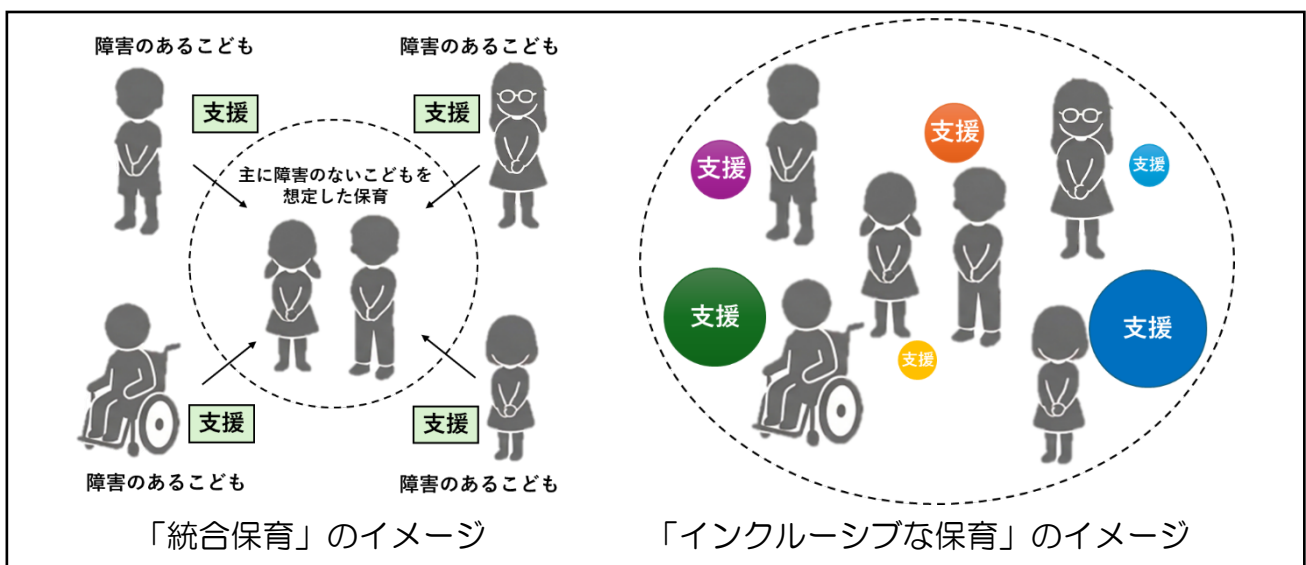 障害のあるこども
障害のあるこども
支援
支援
主に障害のないこどもを
想定した保育
支援
支援
障害のあるこども
障害のあるこども
「統合保育」のイメージ
支援
支援
支援
支援
支援
支援
「インクルーシブな保育」のイメージ